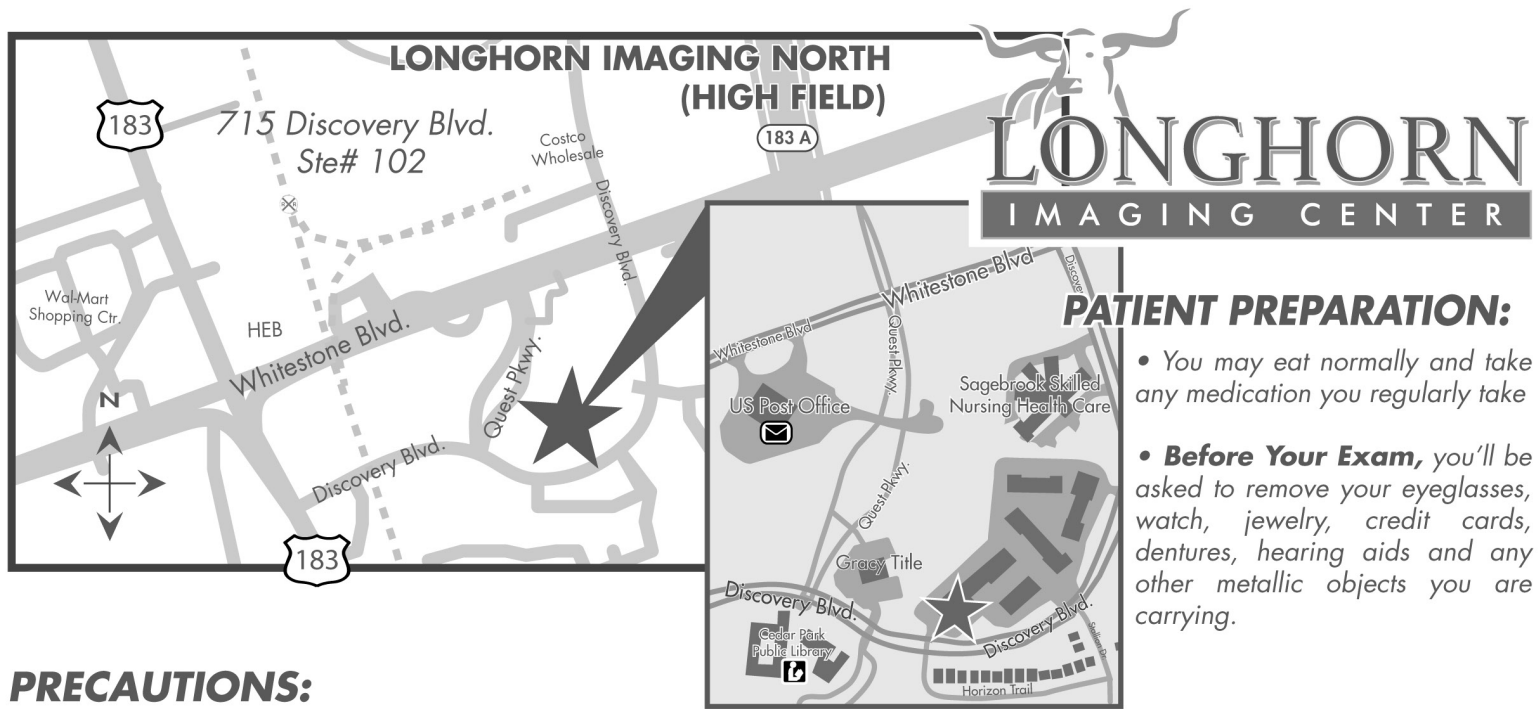 LONGHORN IMAGING NORTH
(HIGH FIELD)
715 Discovery Blvd.
Ste# 102
183
183 A
Costco
Wholesale
Discovery Blvd.
Wal-Mart
Shopping Ctr.
HEB
Whitestone Blvd.
Quest Pkwy.
N
Discovery Blvd.
183
LONGHORN
IMAGING CENTER
Whitestone Blvd
Whitestone Blvd
Quest Pkwy.
US Post Office
Sagebrook Skilled
Nursing Health Care
Quest Pkwy.
Gracy Title
Discovery Blvd.
Discovery Blvd.
Cedar Park
Public Library
Horizon Trail
PATIENT PREPARATION:
• You may eat normally and take
any medication you regularly take
• Before Your Exam, you'll be
asked to remove your eyeglasses,
watch, jewelry, credit cards,
dentures, hearing aids and any
other metallic objects you are
carrying.
PRECAUTIONS: